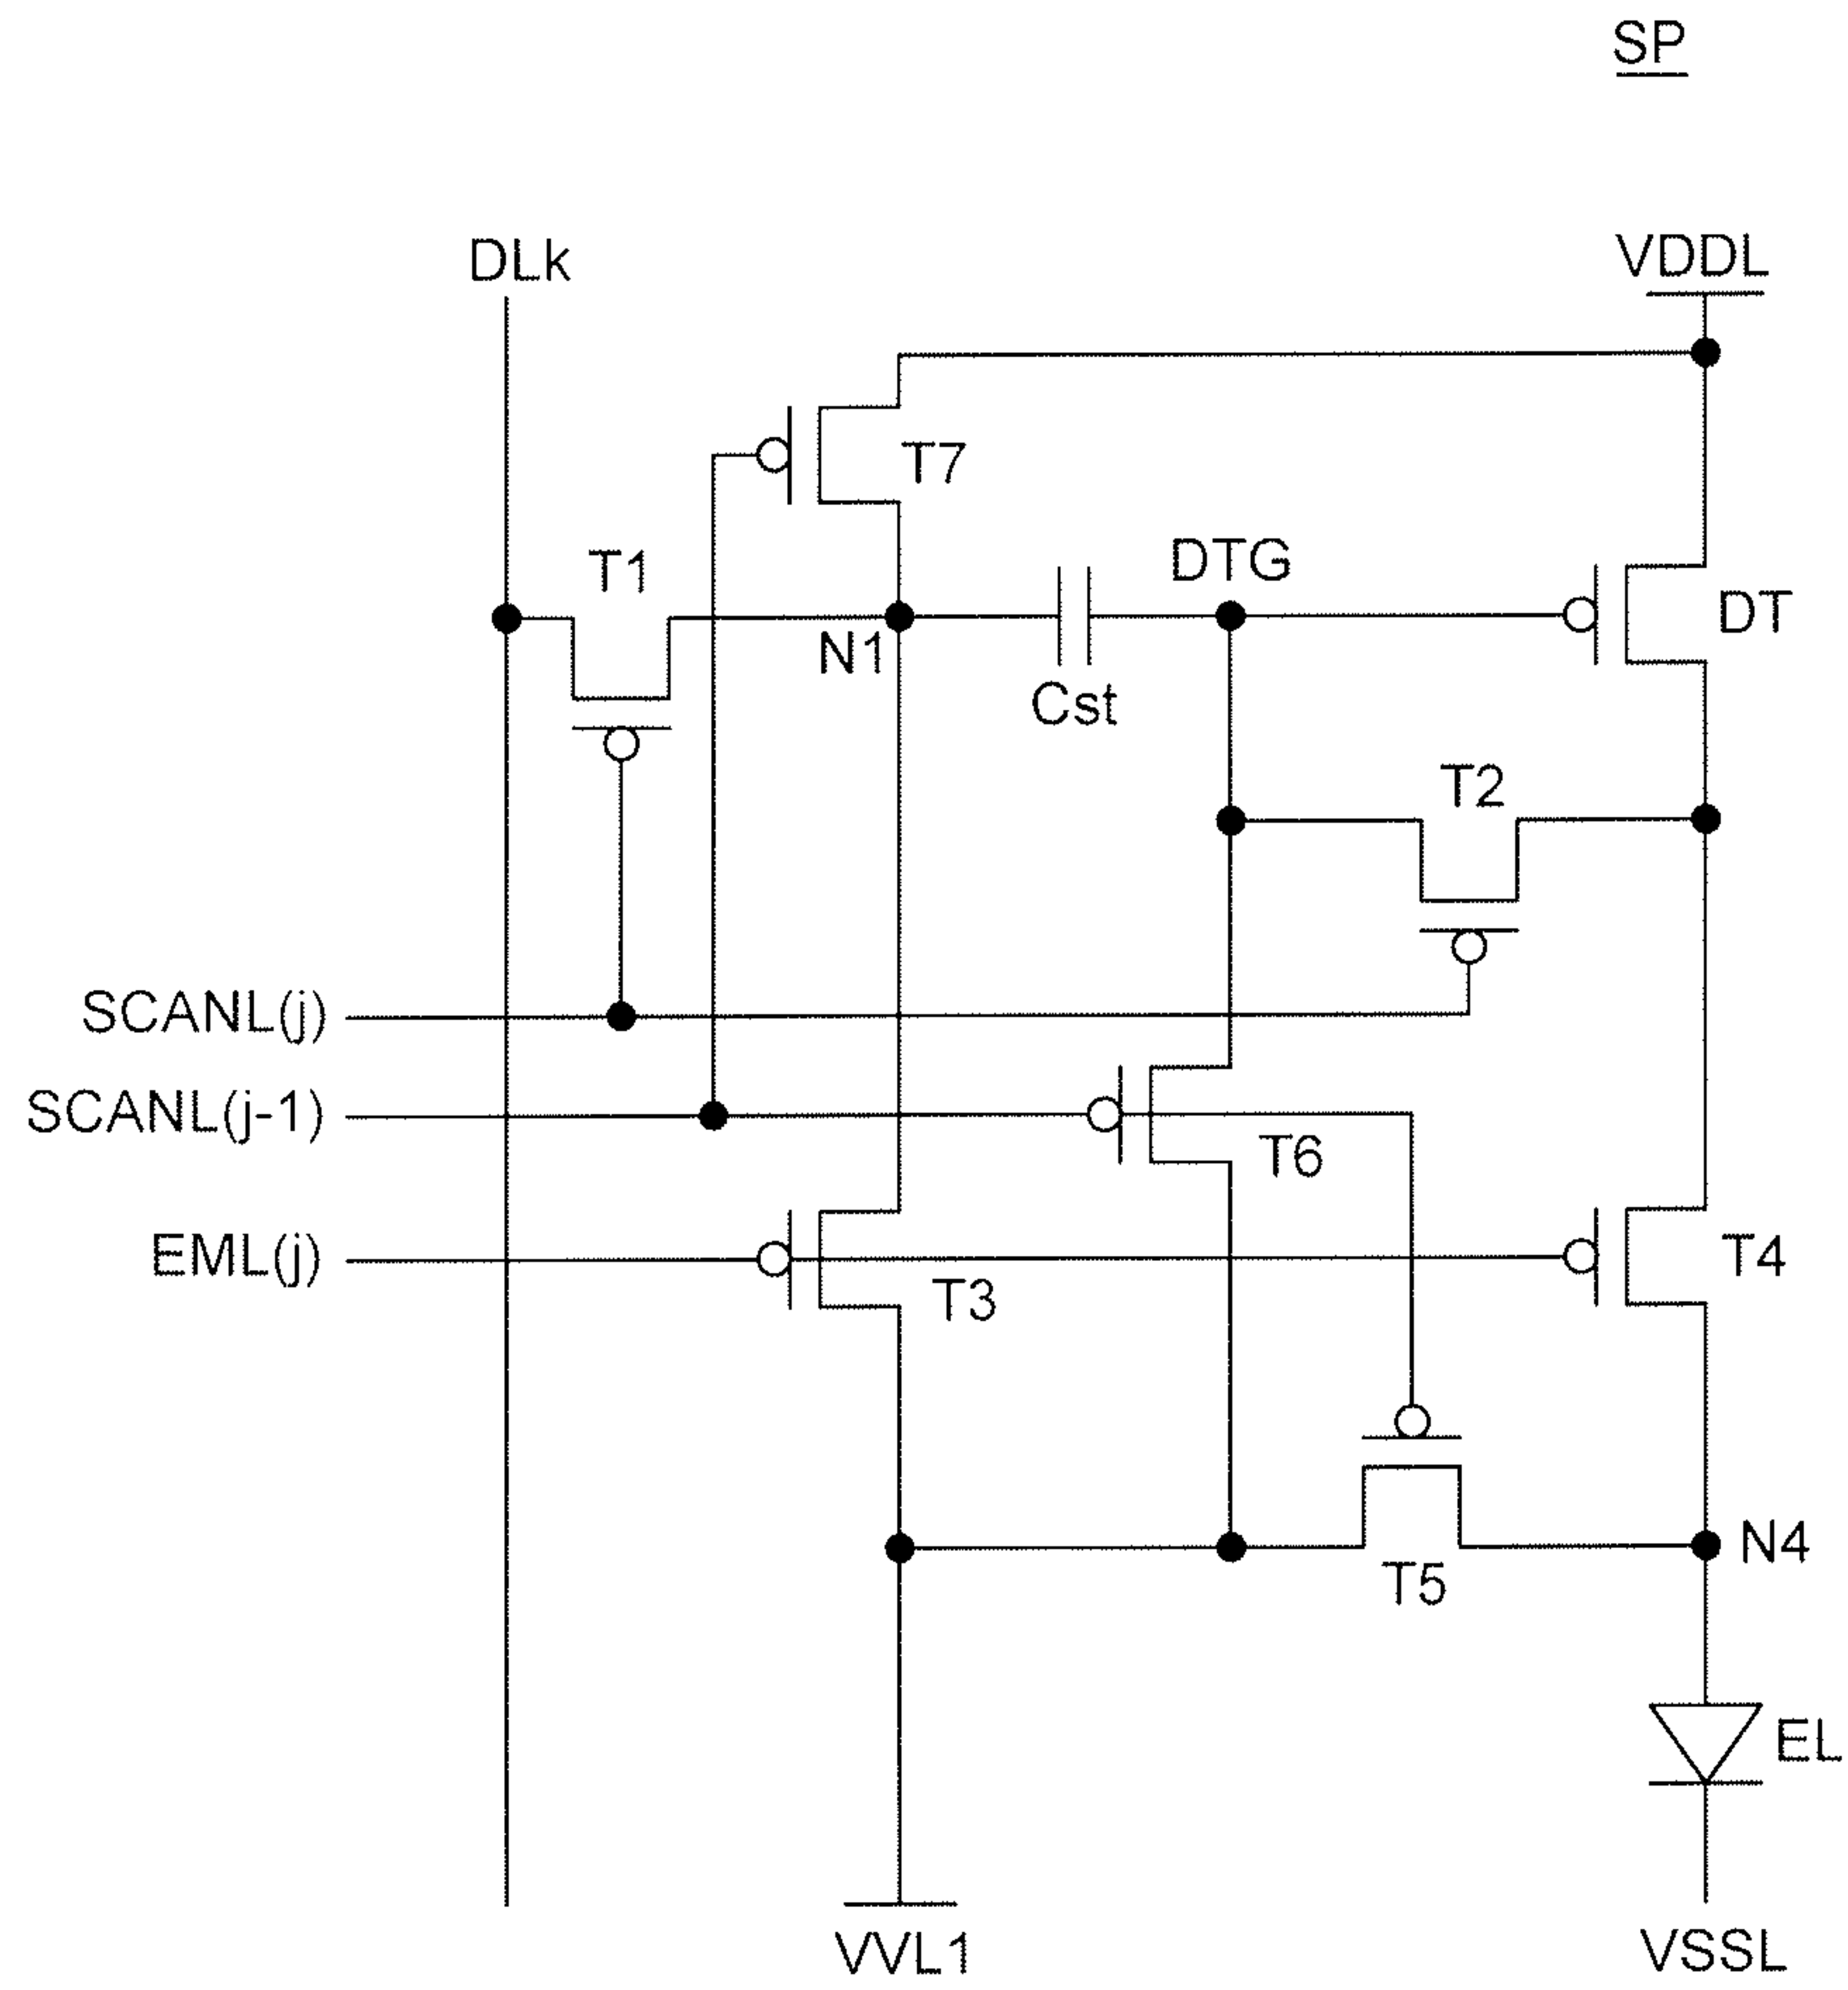 SP
DLk
VDDL
T7
T1
DTG
DT
N1
Cst
T2
SCANL(j)
SCANL(j-1)
T6
EML(j)
T4
T3
N4
T5
EL
VVL1
VSSL